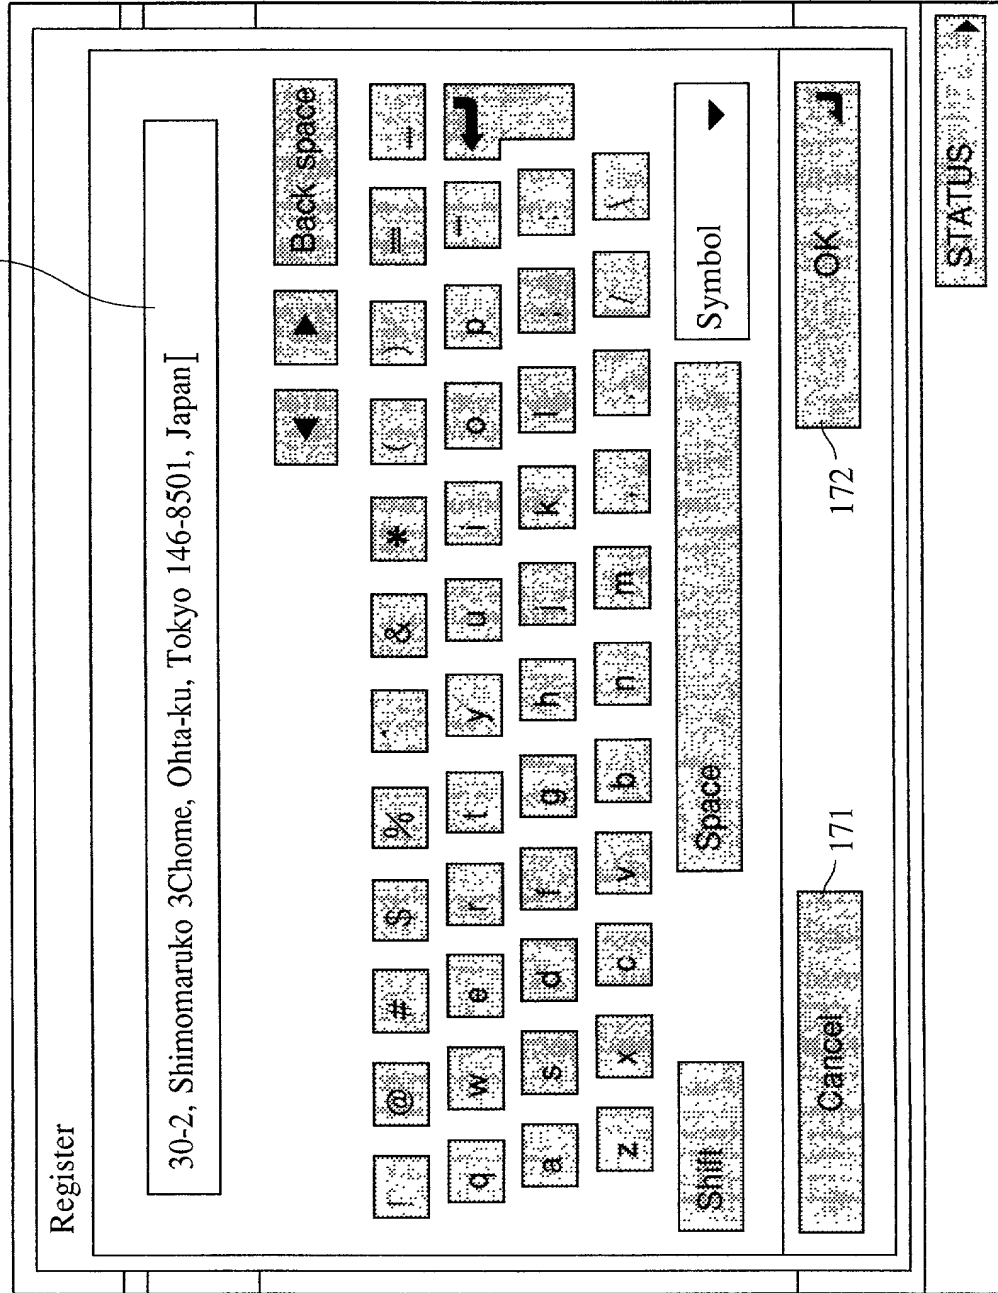 Register
30-2, Shimomaruko 3Chome, Ohta-ku, Tokyo 146-8501, Japan
◀ ▶ Back space
! @ # $ % ^ & * ( ) = _
q w e r t y u i o p –
a s d f g h j k l ; :
z x c v b n m , . / \
Shift Space Symbol
Cancel OK
171 172
STATUS